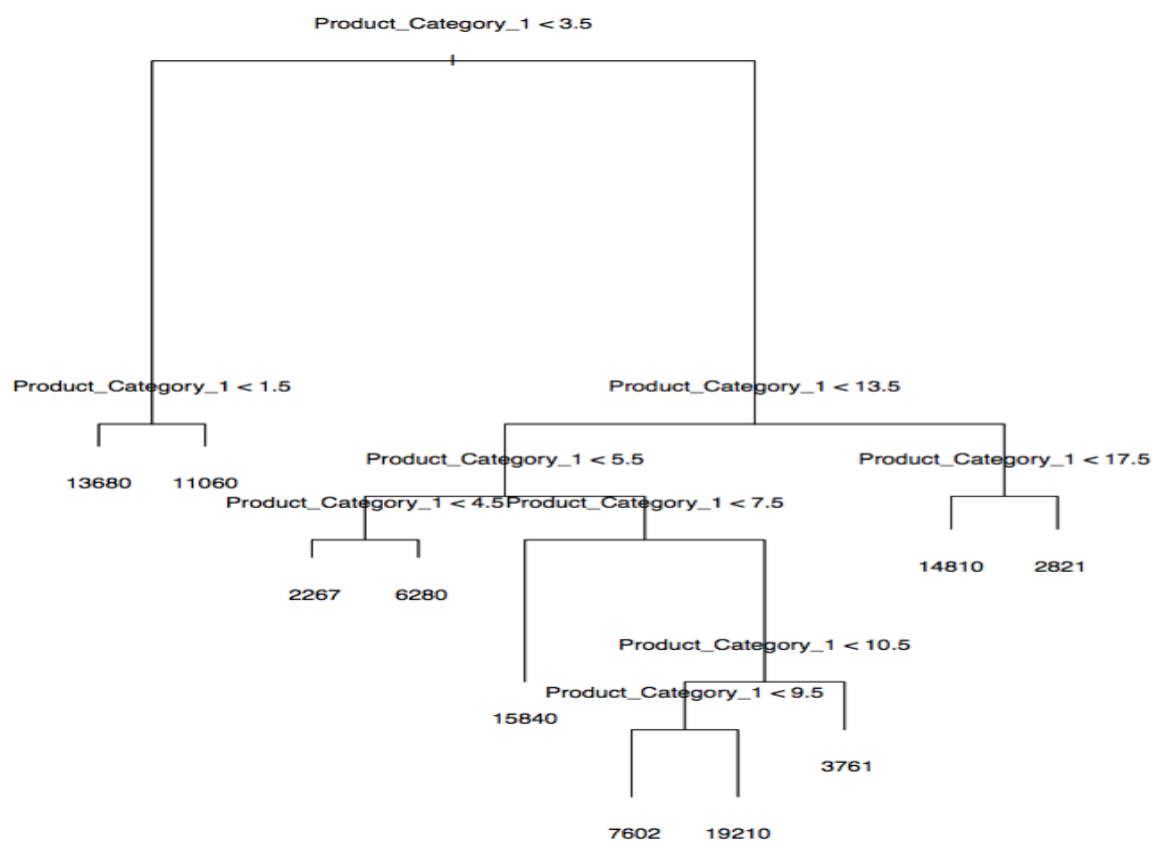 Product_Category_1 < 3.5
Product_Category_1 < 1.5
Product_Category_1 < 13.5
Product_Category_1 < 5.5
Product_Category_1 < 17.5
13680
11060
Product_Category_1 < 4.5
Product_Category_1 < 7.5
14810
2821
2267
6280
Product_Category_1 < 10.5
Product_Category_1 < 9.5
15840
3761
7602
19210